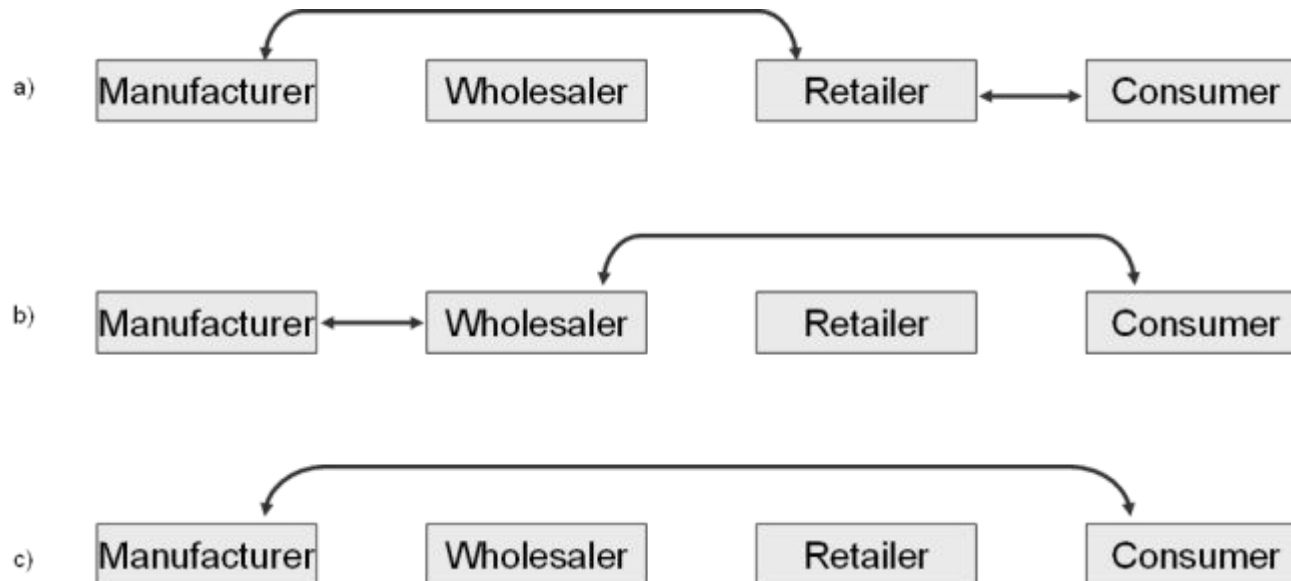 a) Manufacturer Wholesaler Retailer Consumer
b) Manufacturer Wholesaler Retailer Consumer
c) Manufacturer Wholesaler Retailer Consumer